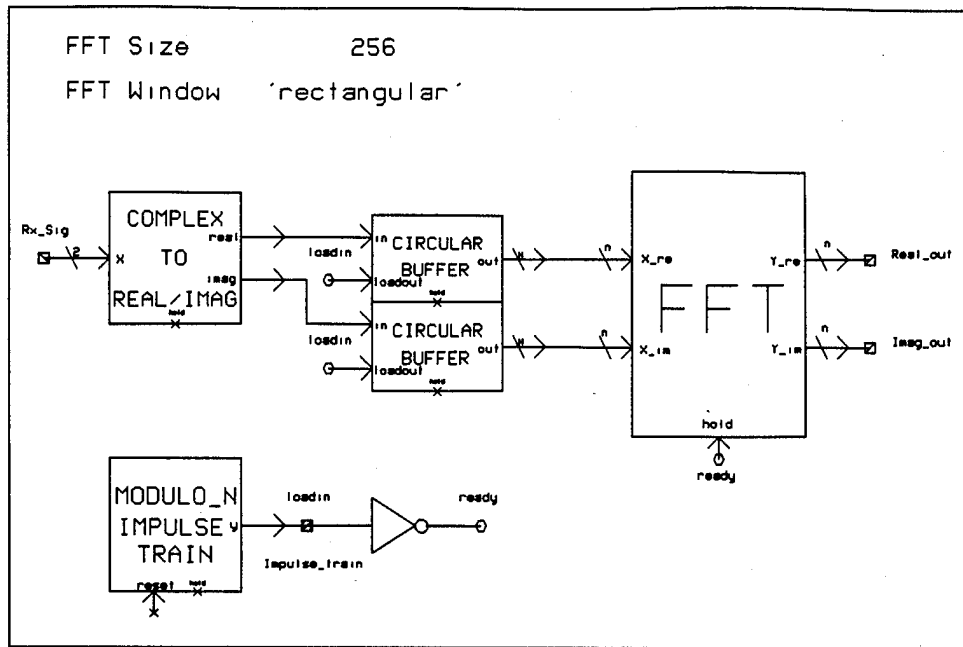 FFT Size 256
FFT Window 'rectangular'
Rx_Sig
2
X
COMPLEX
TO
REAL/IMAG
real
imag
hold
loadin
in
loadout
CIRCULAR
BUFFER
out
hold
loadin
in
loadout
CIRCULAR
BUFFER
out
hold
n
n
X_re
X_im
FFT
Y_re
Y_im
hold
ready
n
n
Real_out
Imag_out
MODULO_N
IMPULSE
TRAIN
y
reset
hold
loadin
Impulse_train
ready